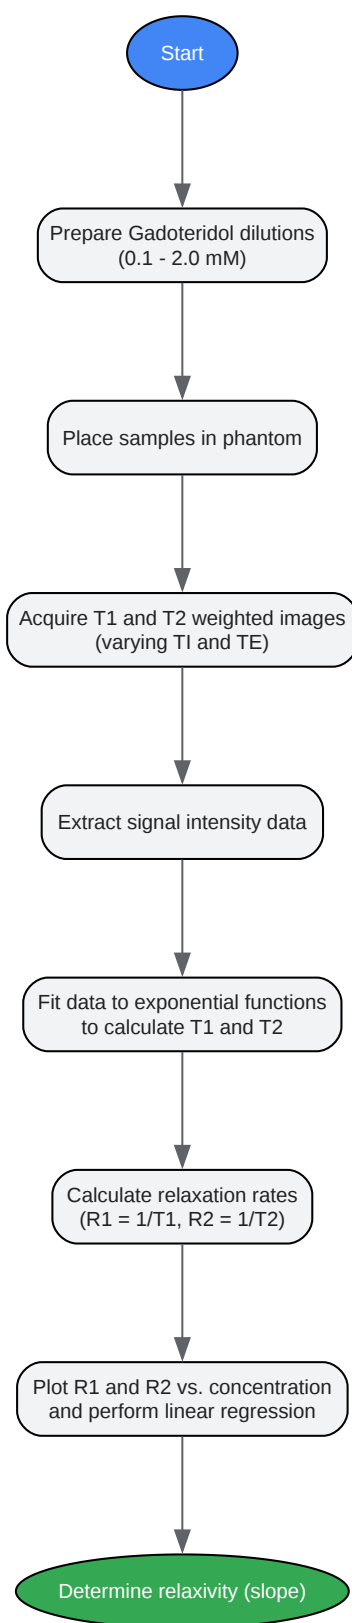 Start
Prepare Gadoteridol dilutions
(0.1 - 2.0 mM)
Place samples in phantom
Acquire T1 and T2 weighted images
(varying TI and TE)
Extract signal intensity data
Fit data to exponential functions
to calculate T1 and T2
Calculate relaxation rates
(R1 = 1/T1, R2 = 1/T2)
Plot R1 and R2 vs. concentration
and perform linear regression
Determine relaxivity (slope)